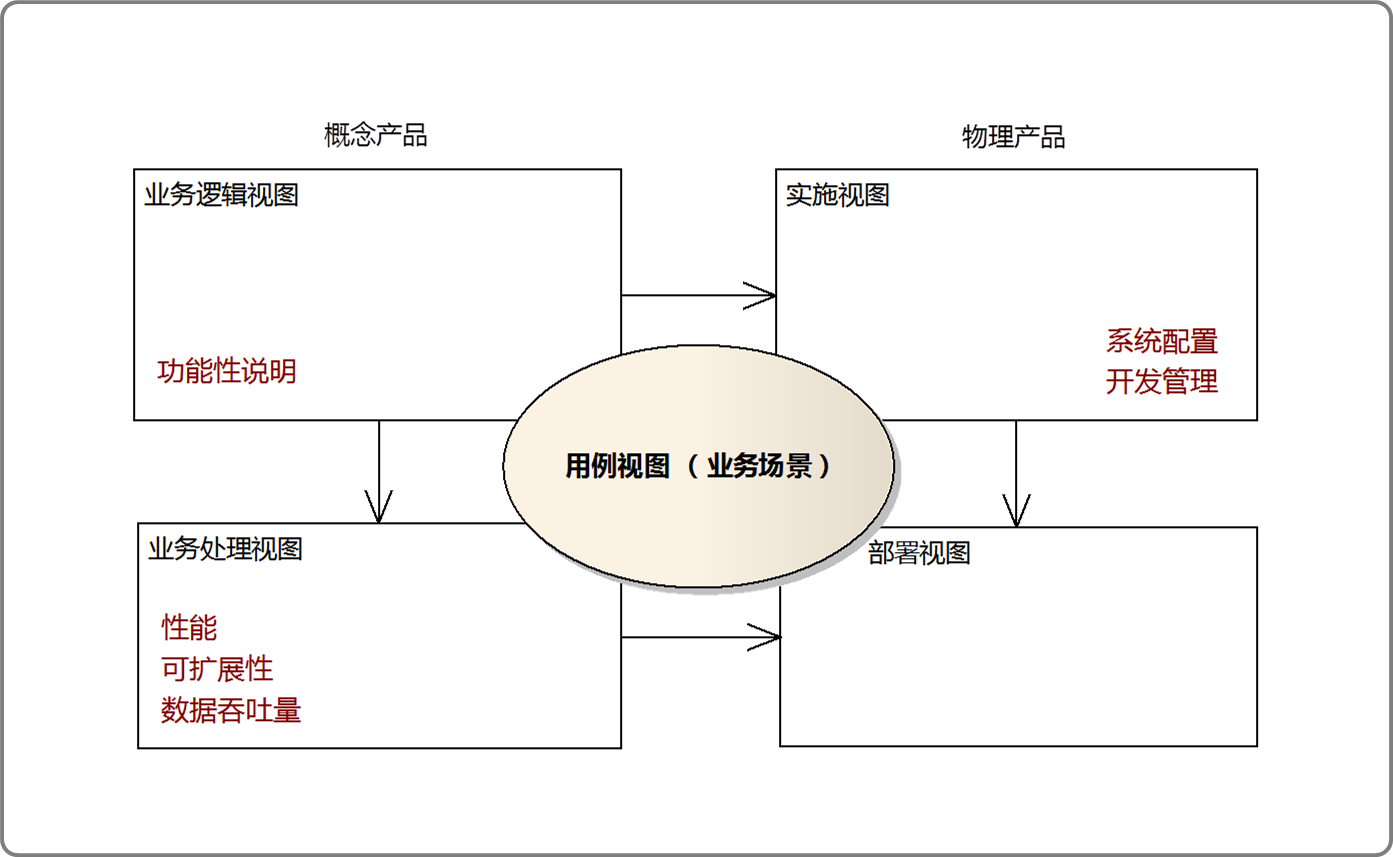 概念产品
物理产品
业务逻辑视图
实施视图
功能性说明
系统配置
开发管理
用例视图（业务场景）
业务处理视图
部署视图
性能
可扩展性
数据吞吐量